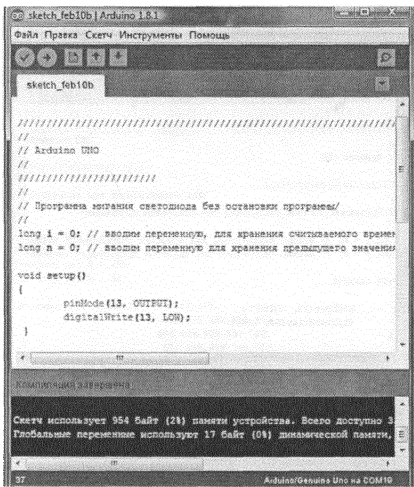 sketch_feb10b | Arduino 1.8.1
Файл Правка Скетч Инструменты Помощь
sketch_feb10b
////////////////////////////////////////////////////////////////
//
// Arduino UNO
//
///////////////////////
//
// Программа мигания светодиода без остановки программы/
//
long i = 0; // вводим переменную, для хранения считываемого времен
long n = 0; // вводим переменную для хранения предыдущего значения
void setup()
{
pinMode(13, OUTPUT);
digitalWrite(13, LOW);
}
Компиляция завершена
Скетч использует 954 байт (2%) памяти устройства. Всего доступно 3
Глобальные переменные используют 17 байт (0%) динамической памяти,
37
Arduino/Genuino Uno на COM19